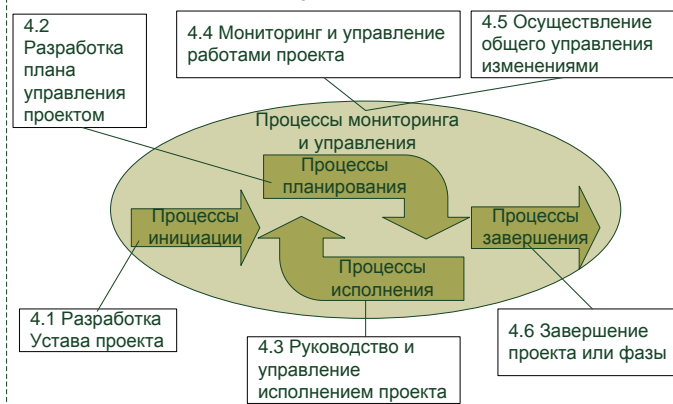 4.2
Разработка
плана
управления
проектом
4.4 Мониторинг и управление
работами проекта
4.5 Осуществление
общего управления
изменениями
Процессы мониторинга
и управления
Процессы
планирования
Процессы
инициации
Процессы
завершения
Процессы
исполнения
4.1 Разработка
Устава проекта
4.3 Руководство и
управление
исполнением проекта
4.6 Завершение
проекта или фазы